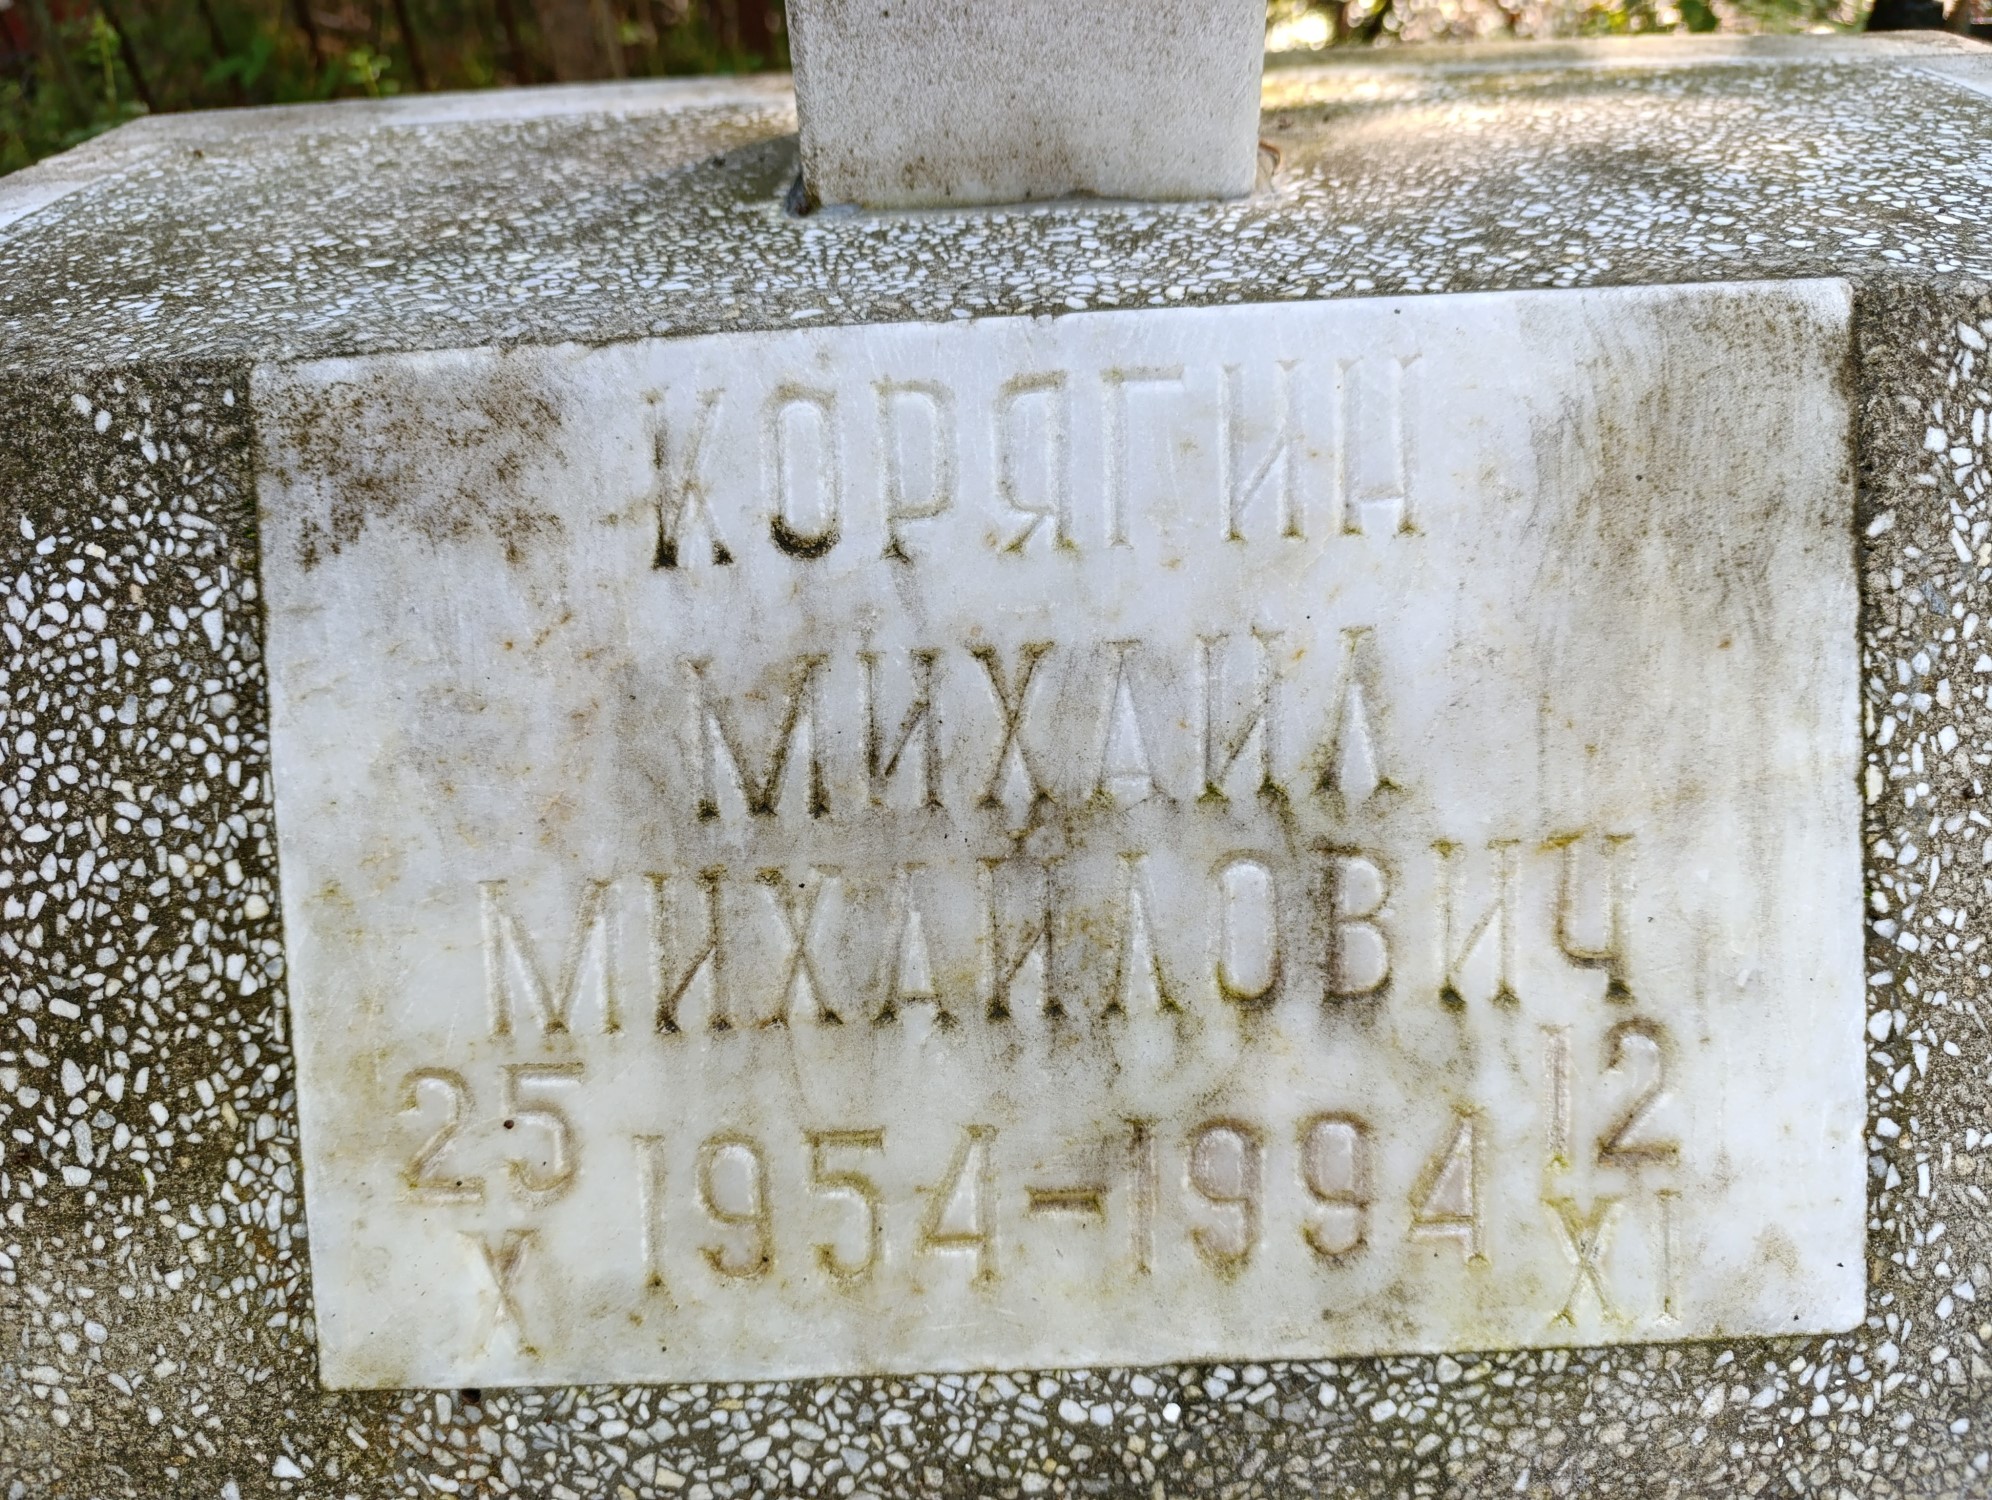 КОРЯГИН
МИХАИЛ
МИХАЙЛОВИЧ
25 1954-1994 12
X XI